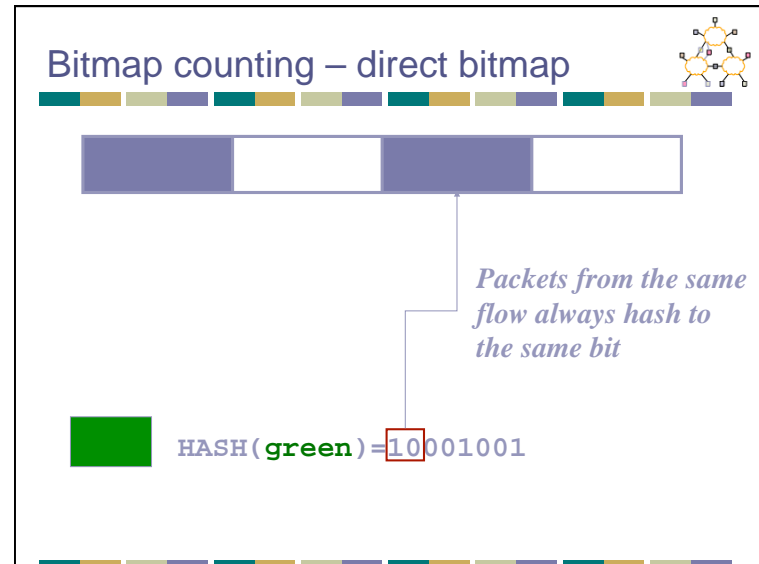 Bitmap counting – direct bitmap
Packets from the same
flow always hash to
the same bit
HASH(green)=10001001